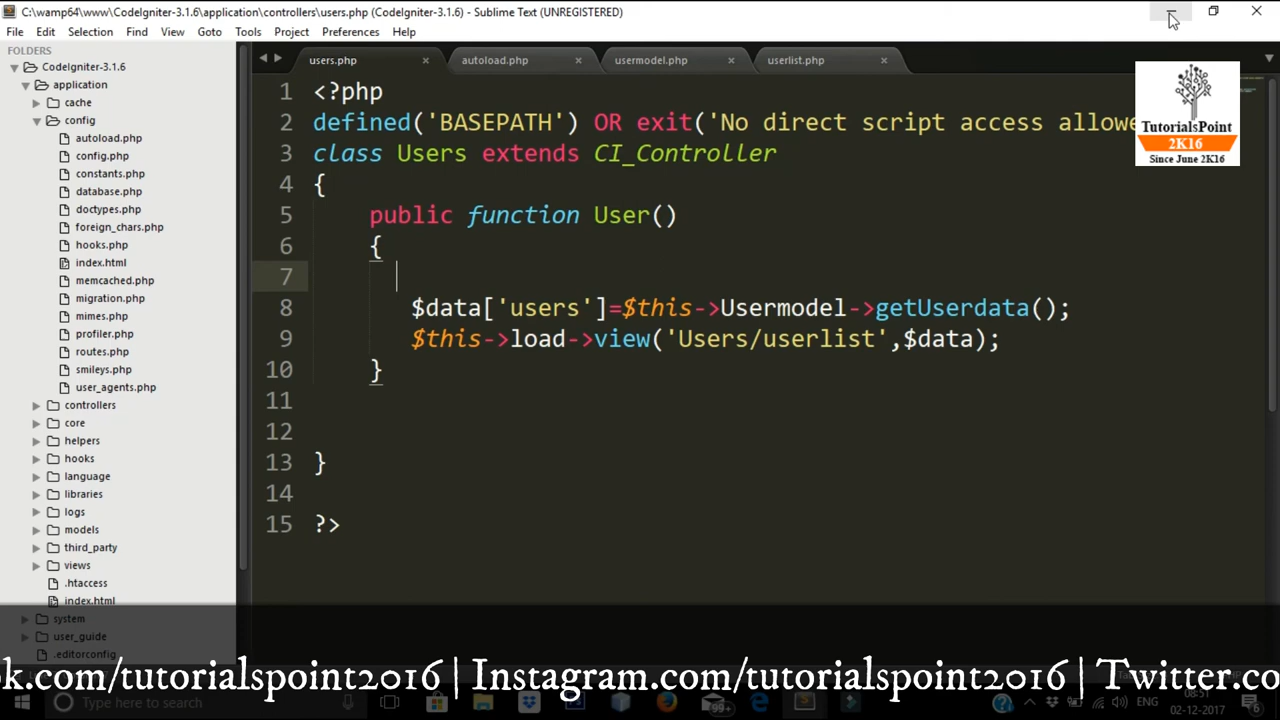 C:\wamp64\www\CodeIgniter-3.1.6\application\controllers\users.php (CodeIgniter-3.1.6) - Sublime Text (UNREGISTERED)
File Edit Selection Find View Goto Tools Project Preferences Help
FOLDERS
CodeIgniter-3.1.6
application
cache
config
autoload.php
config.php
constants.php
database.php
doctypes.php
foreign_chars.php
hooks.php
index.html
memcached.php
migration.php
mimes.php
profiler.php
routes.php
smileys.php
user_agents.php
controllers
core
helpers
hooks
language
libraries
logs
models
third_party
views
.htaccess
index.html
system
user_guide
.editorconfig
users.php autoload.php usermodel.php userlist.php
1 <?php
2 defined('BASEPATH') OR exit('No direct script access allowe
3 class Users extends CI_Controller
4 {
5 public function User()
6 {
7
8 $data['users']=$this->Usermodel->getUserdata();
9 $this->load->view('Users/userlist',$data);
10 }
11
12
13 }
14
15 ?>
TutorialsPoint
2K16
Since June 2K16
ok.com/tutorialspoint2016 | Instagram.com/tutorialspoint2016 | Twitter.co
Type here to search
99+
ENG
08:51
02-12-2017
6